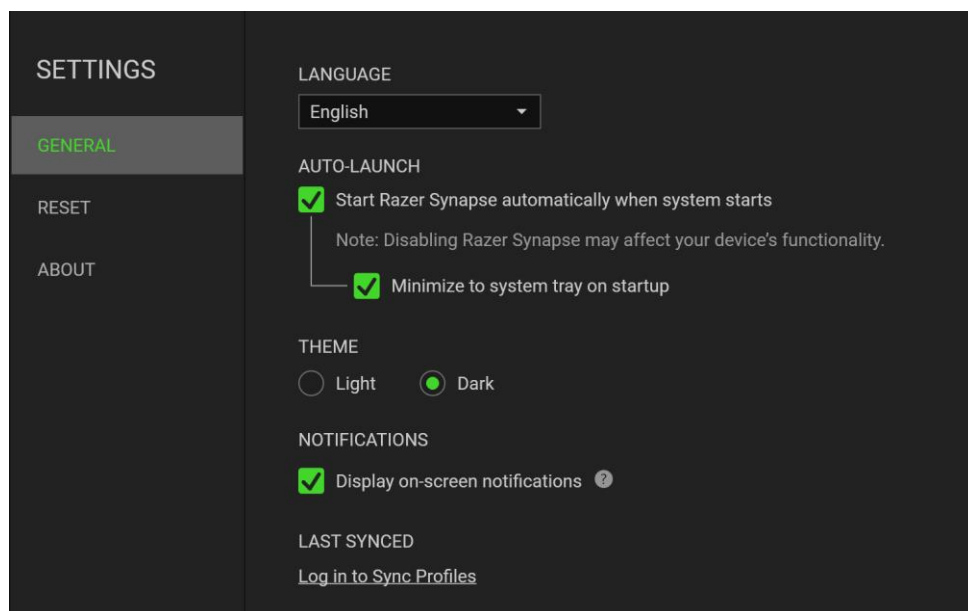 SETTINGS
GENERAL
RESET
ABOUT
LANGUAGE
English
AUTO-LAUNCH
Start Razer Synapse automatically when system starts
Note: Disabling Razer Synapse may affect your device’s functionality.
Minimize to system tray on startup
THEME
Light Dark
NOTIFICATIONS
Display on-screen notifications ?
LAST SYNCED
Log in to Sync Profiles